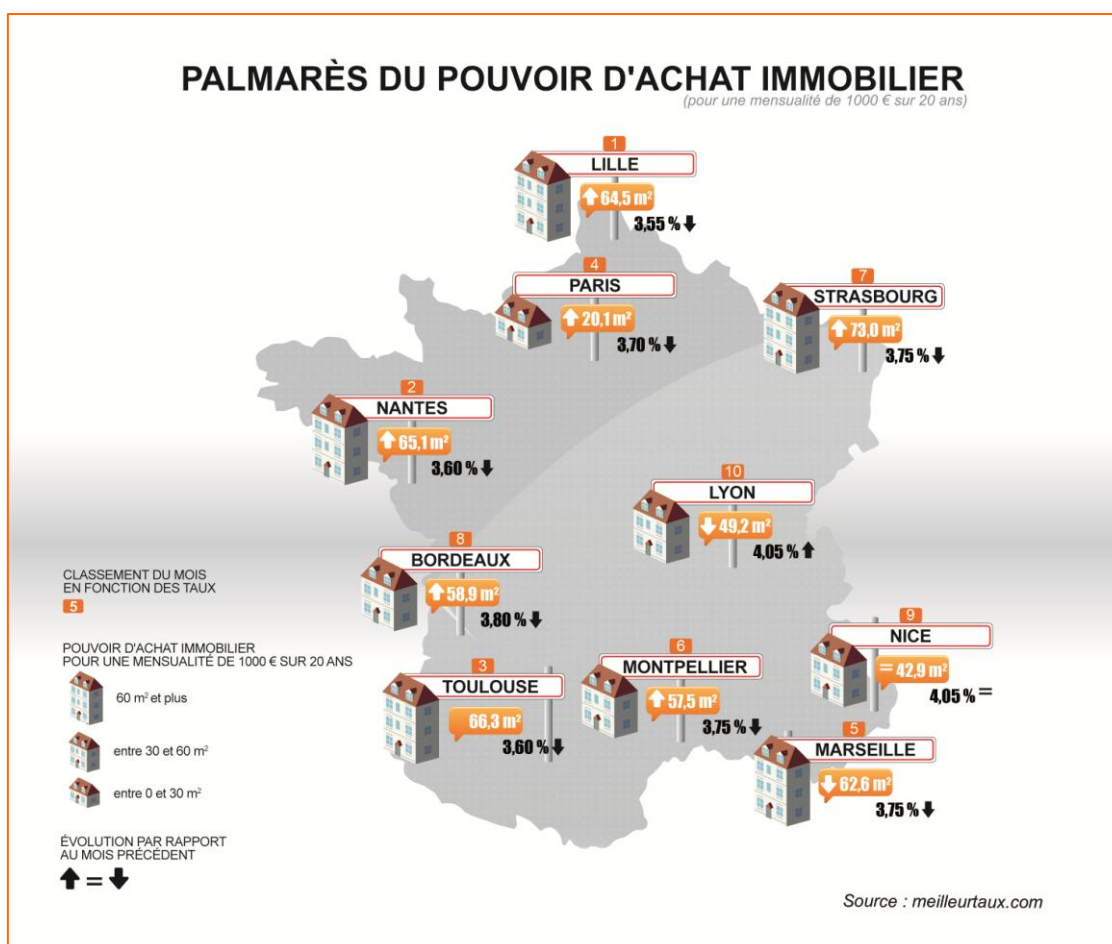 PALMARÈS DU POUVOIR D'ACHAT IMMOBILIER
(pour une mensualité de 1000 € sur 20 ans)
1
LILLE
64,5 m²
3,55 %
4
PARIS
20,1 m²
3,70 %
7
STRASBOURG
73,0 m²
3,75 %
2
NANTES
65,1 m²
3,60 %
10
LYON
49,2 m²
4,05 %
8
BORDEAUX
58,9 m²
3,80 %
9
NICE
= 42,9 m²
4,05 % =
3
TOULOUSE
66,3 m²
3,60 %
6
MONTPELLIER
57,5 m²
3,75 %
5
MARSEILLE
62,6 m²
3,75 %
CLASSEMENT DU MOIS
EN FONCTION DES TAUX
5
POUVOIR D'ACHAT IMMOBILIER
POUR UNE MENSUALITÉ DE 1000 € SUR 20 ANS
60 m² et plus
entre 30 et 60 m²
entre 0 et 30 m²
ÉVOLUTION PAR RAPPORT
AU MOIS PRÉCÉDENT
=
Source : meilleurtaux.com